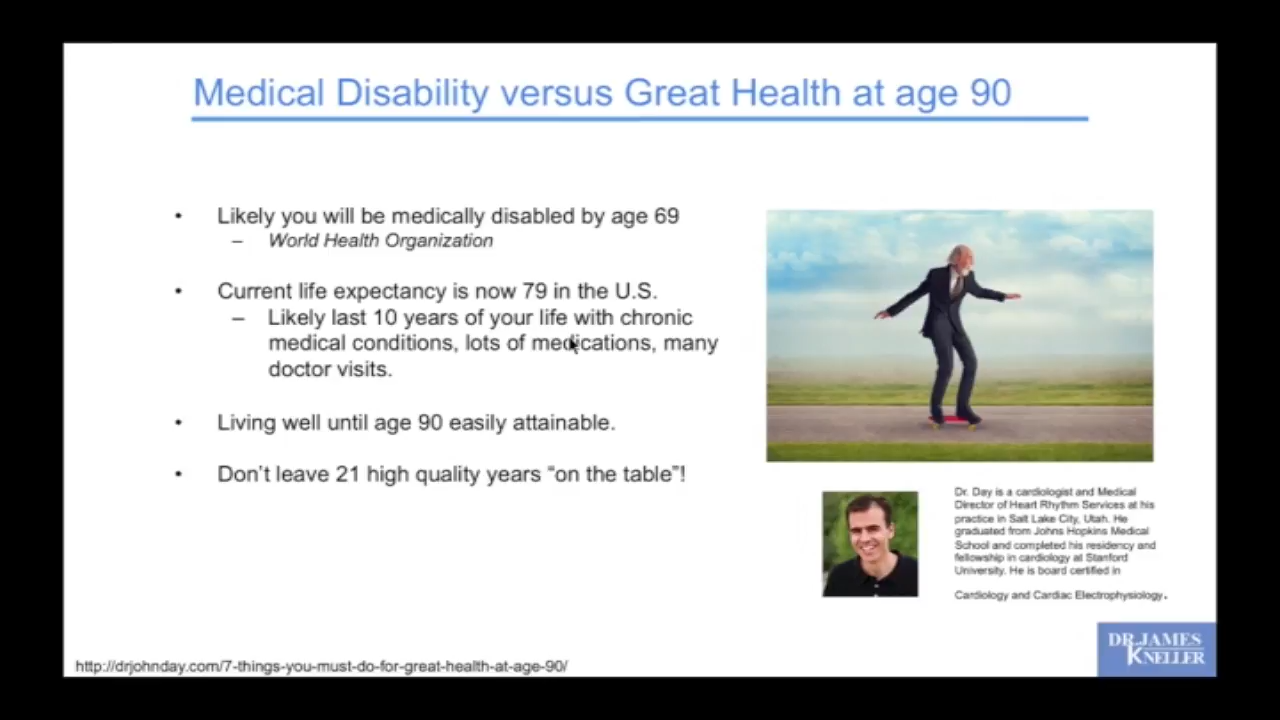 Medical Disability versus Great Health at age 90
• Likely you will be medically disabled by age 69
– World Health Organization
• Current life expectancy is now 79 in the U.S.
– Likely last 10 years of your life with chronic
medical conditions, lots of medications, many
doctor visits.
• Living well until age 90 easily attainable.
• Don't leave 21 high quality years “on the table”!
Dr. Day is a cardiologist and Medical
Director of Heart Rhythm Services at his
practice in Salt Lake City, Utah. He
graduated from Johns Hopkins Medical
School and completed his residency and
fellowship in cardiology at Stanford
University. He is board certified in
Cardiology and Cardiac Electrophysiology.
DR.JAMES
KNELLER
http://drjohnday.com/7-things-you-must-do-for-great-health-at-age-90/